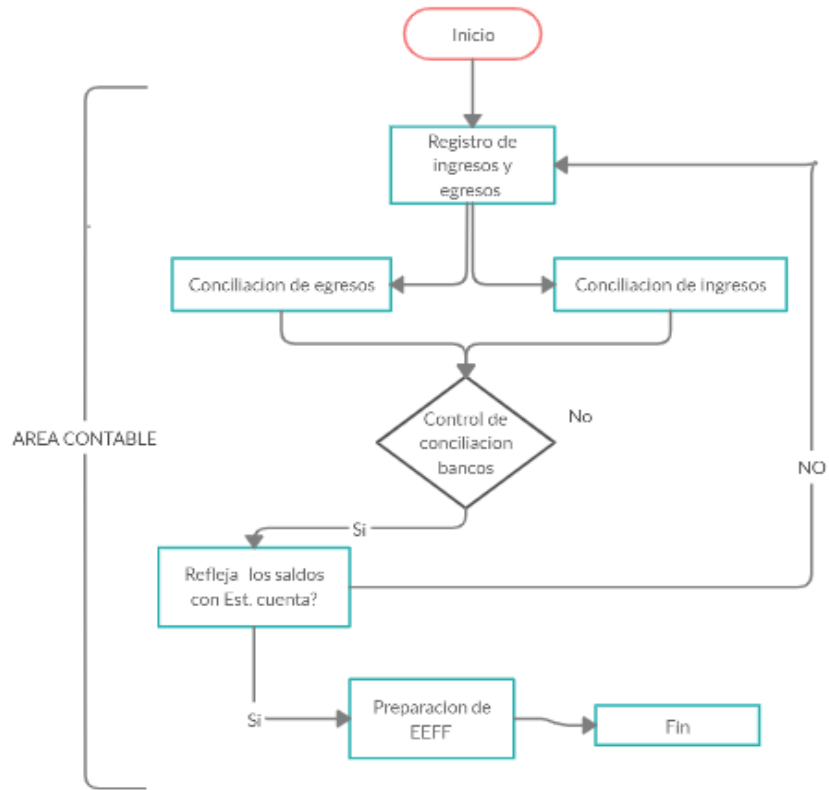 Inicio
Registro de
ingresos y
egresos
Conciliacion de egresos
Conciliacion de ingresos
Control de
conciliacion
bancos
No
AREA CONTABLE
NO
Si
Refleja los saldos
con Est. cuenta?
Si
Preparacion de
EEFF
Fin